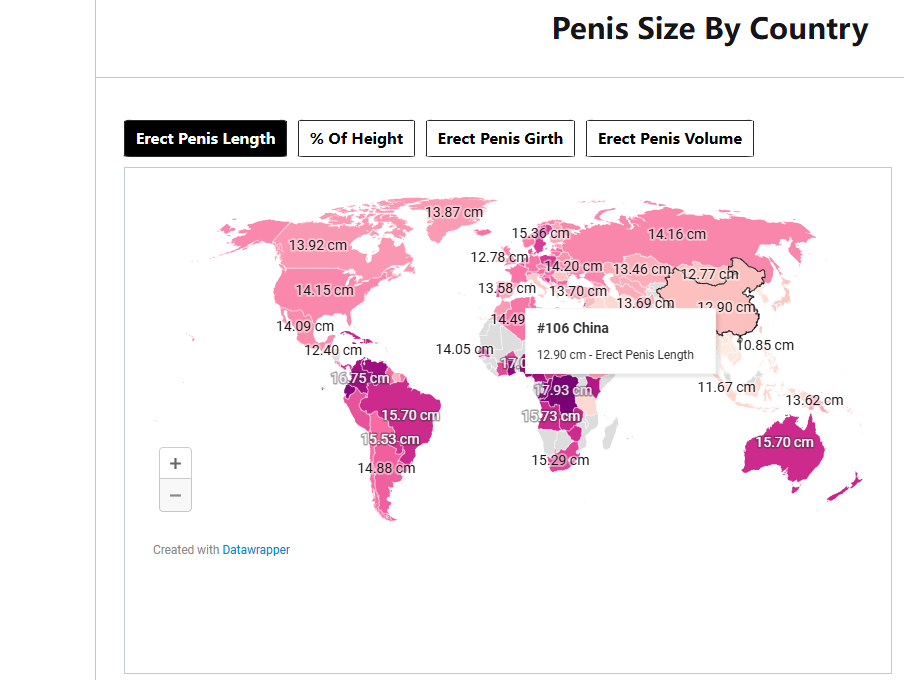 Penis Size By Country
Erect Penis Length
% Of Height
Erect Penis Girth
Erect Penis Volume
13.87 cm
15.36 cm
14.16 cm
13.92 cm
12.78 cm
14.20 cm
13.46 cm
12.77 cm
14.15 cm
13.58 cm
13.70 cm
13.69 cm
12.90 cm
14.09 cm
14.49
#106 China
12.90 cm - Erect Penis Length
12.40 cm
14.05 cm
10.85 cm
16.75 cm
17.93 cm
11.67 cm
13.62 cm
15.70 cm
15.73 cm
15.53 cm
15.70 cm
14.88 cm
15.29 cm
+
−
Created with Datawrapper